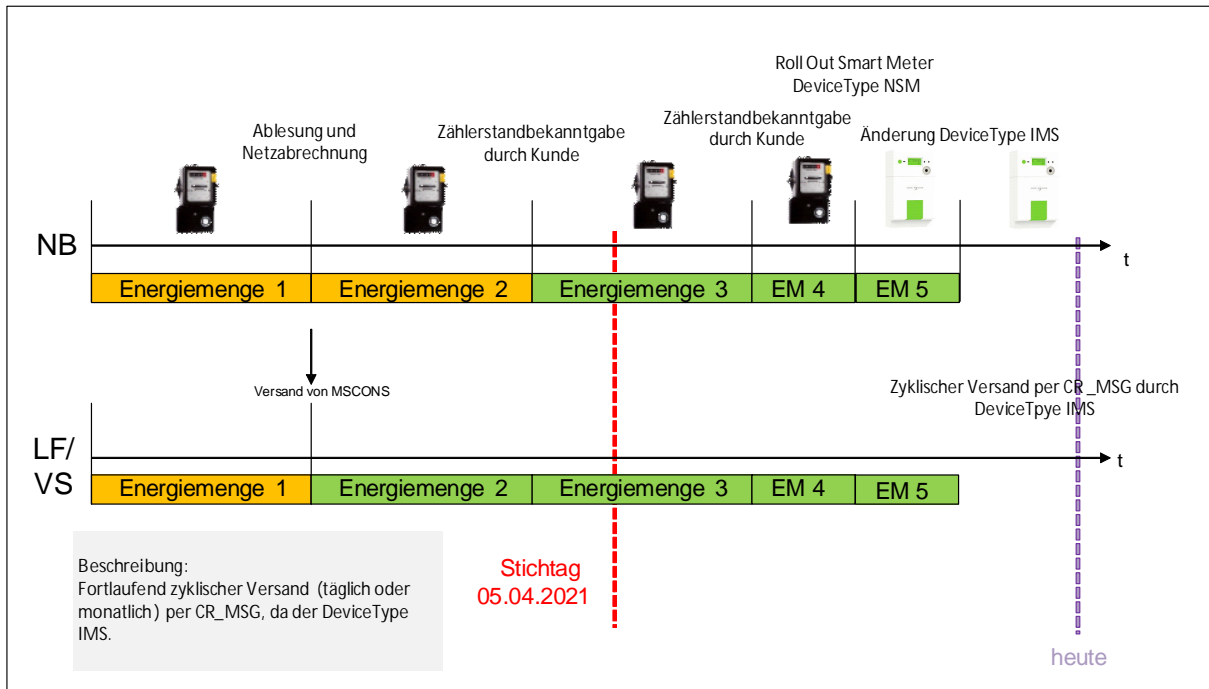 Roll Out Smart Meter
DeviceType NSM
Ablesung und
Netzabrechnung
Zählerstandbekanntgabe
durch Kunde
Zählerstandbekanntgabe
durch Kunde
Änderung DeviceType IMS
NB
t
Energiemenge 1
Energiemenge 2
Energiemenge 3
EM 4
EM 5
Versand von MSCONS
Zyklischer Versand per CR_MSG durch
DeviceTpye IMS
LF/
VS
t
Energiemenge 1
Energiemenge 2
Energiemenge 3
EM 4
EM 5
Beschreibung:
Fortlaufend zyklischer Versand (täglich oder
monatlich) per CR_MSG, da der DeviceType
IMS.
Stichtag
05.04.2021
heute